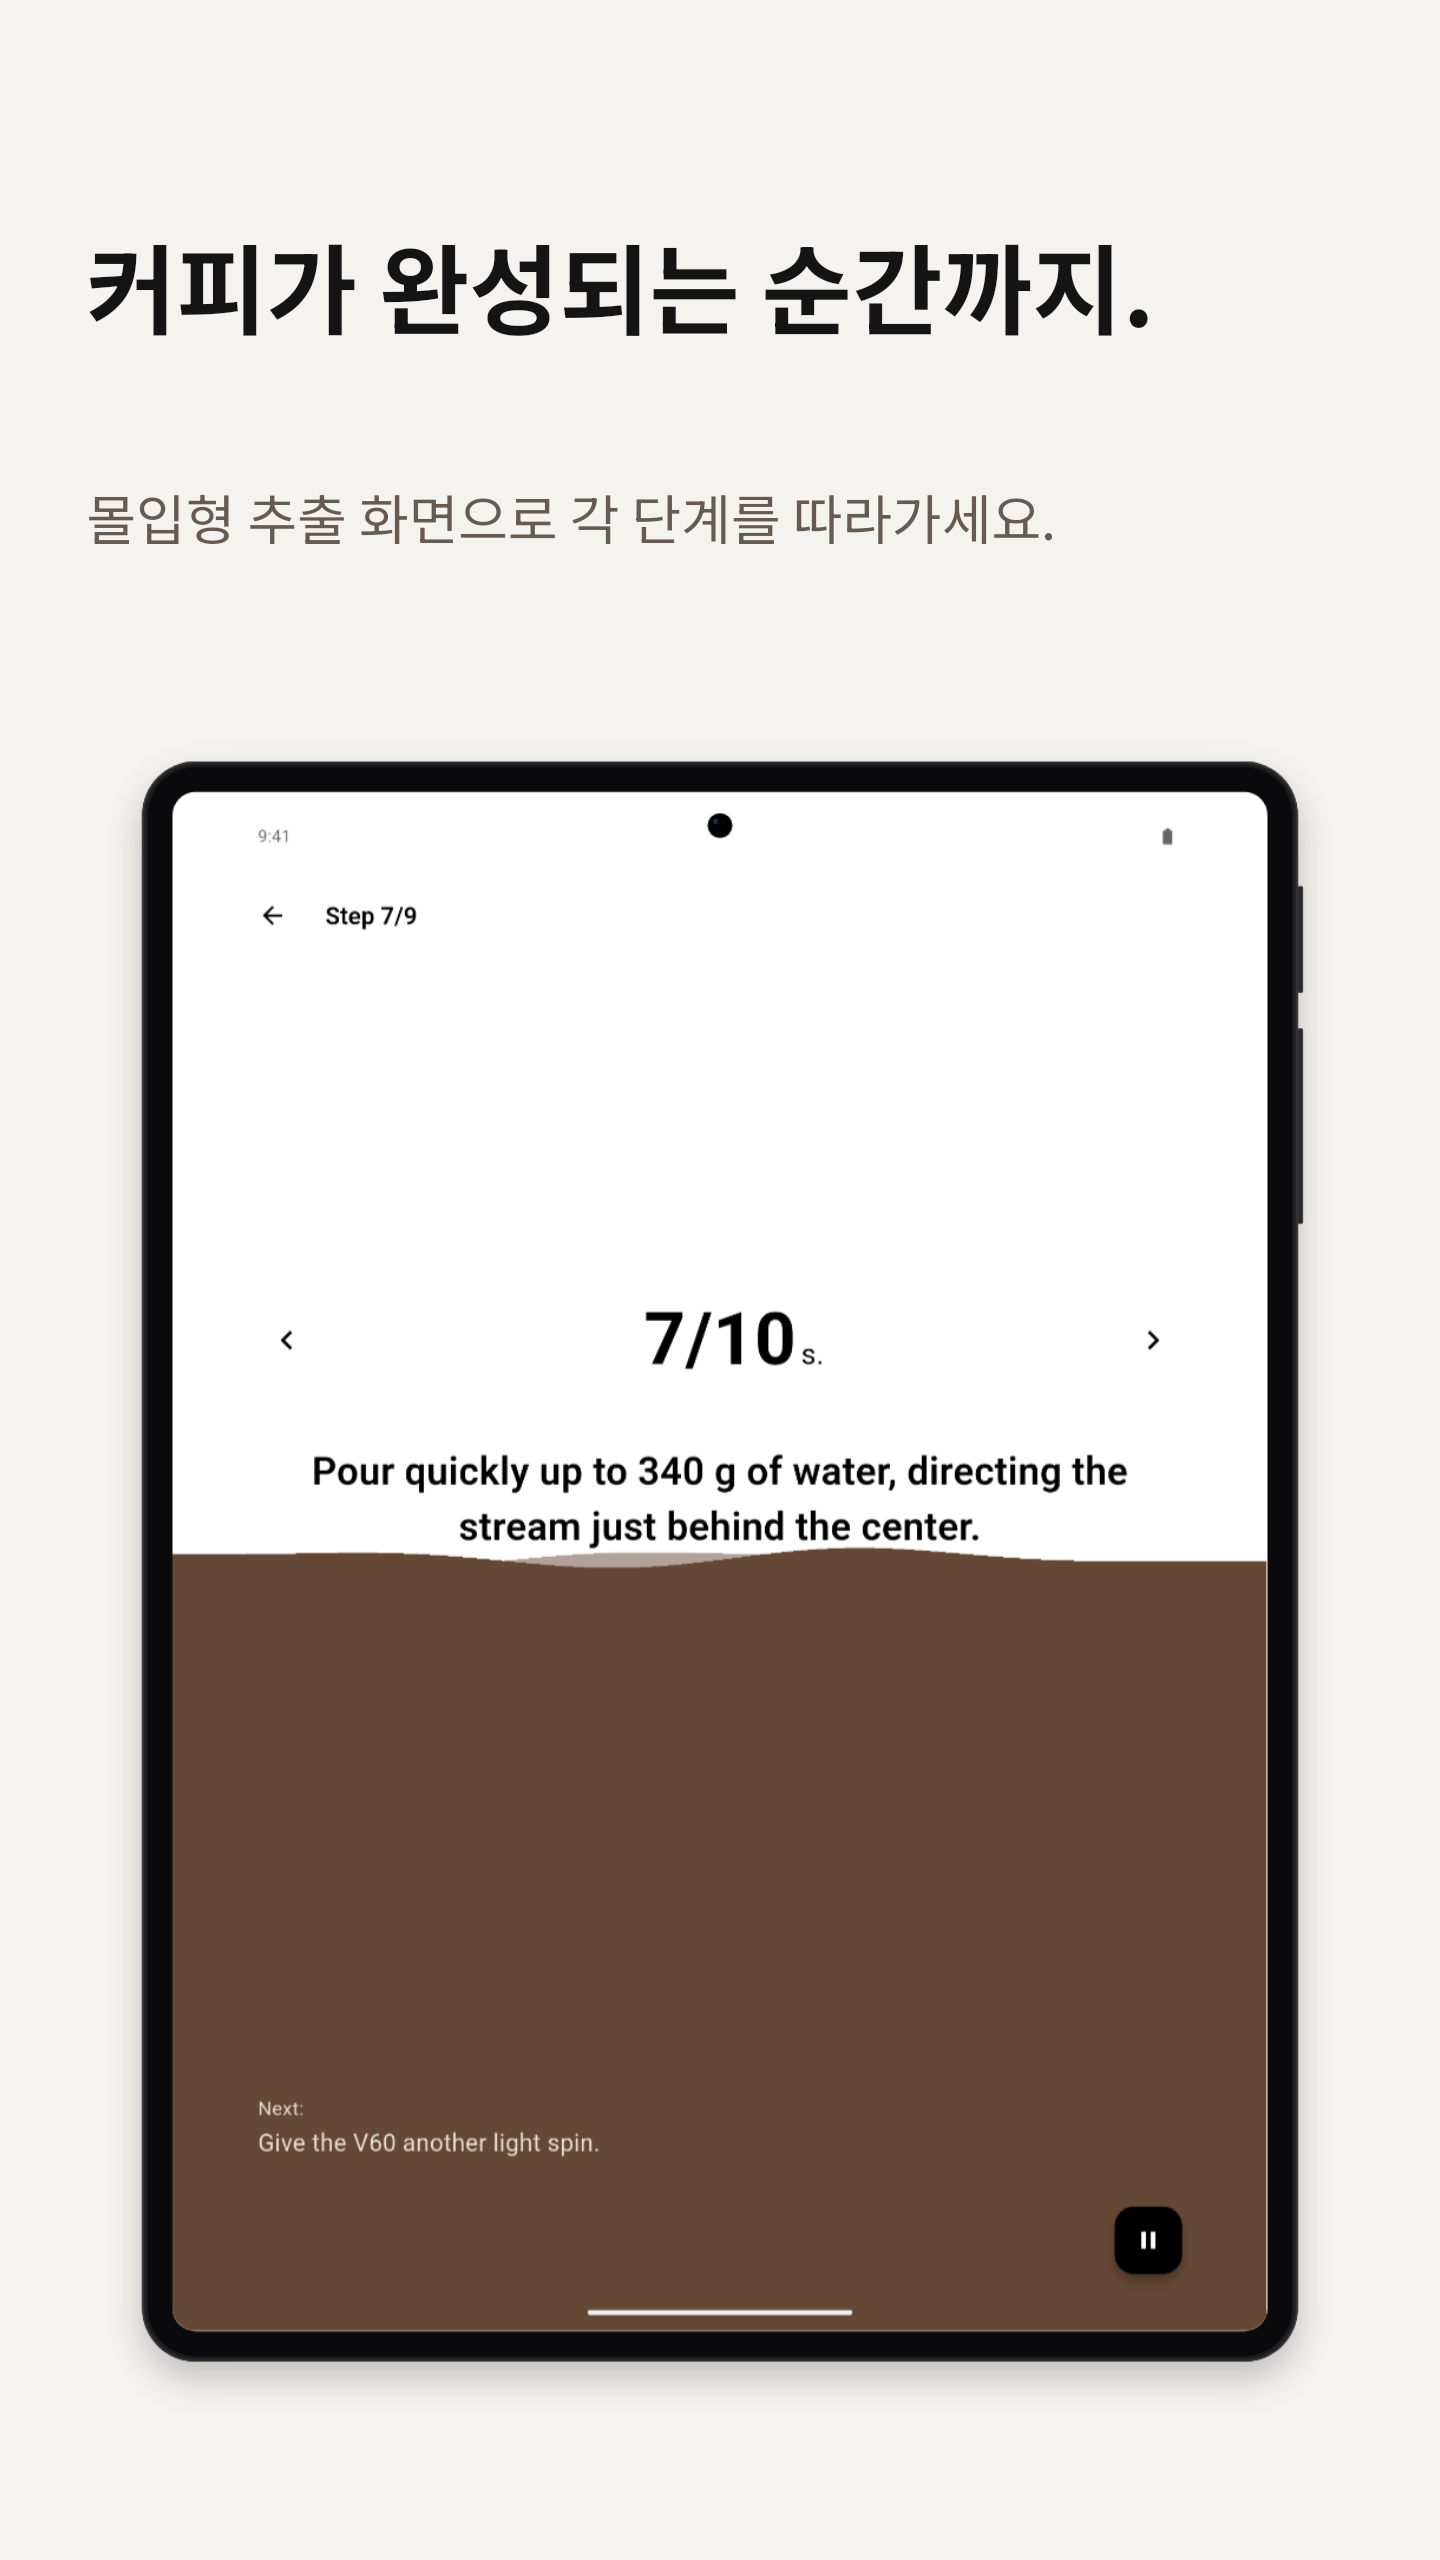 커피가 완성되는 순간까지.
몰입형 추출 화면으로 각 단계를 따라가세요.
9:41
Step 7/9
7/10 s.
Pour quickly up to 340 g of water, directing the
stream just behind the center.
Next:
Give the V60 another light spin.